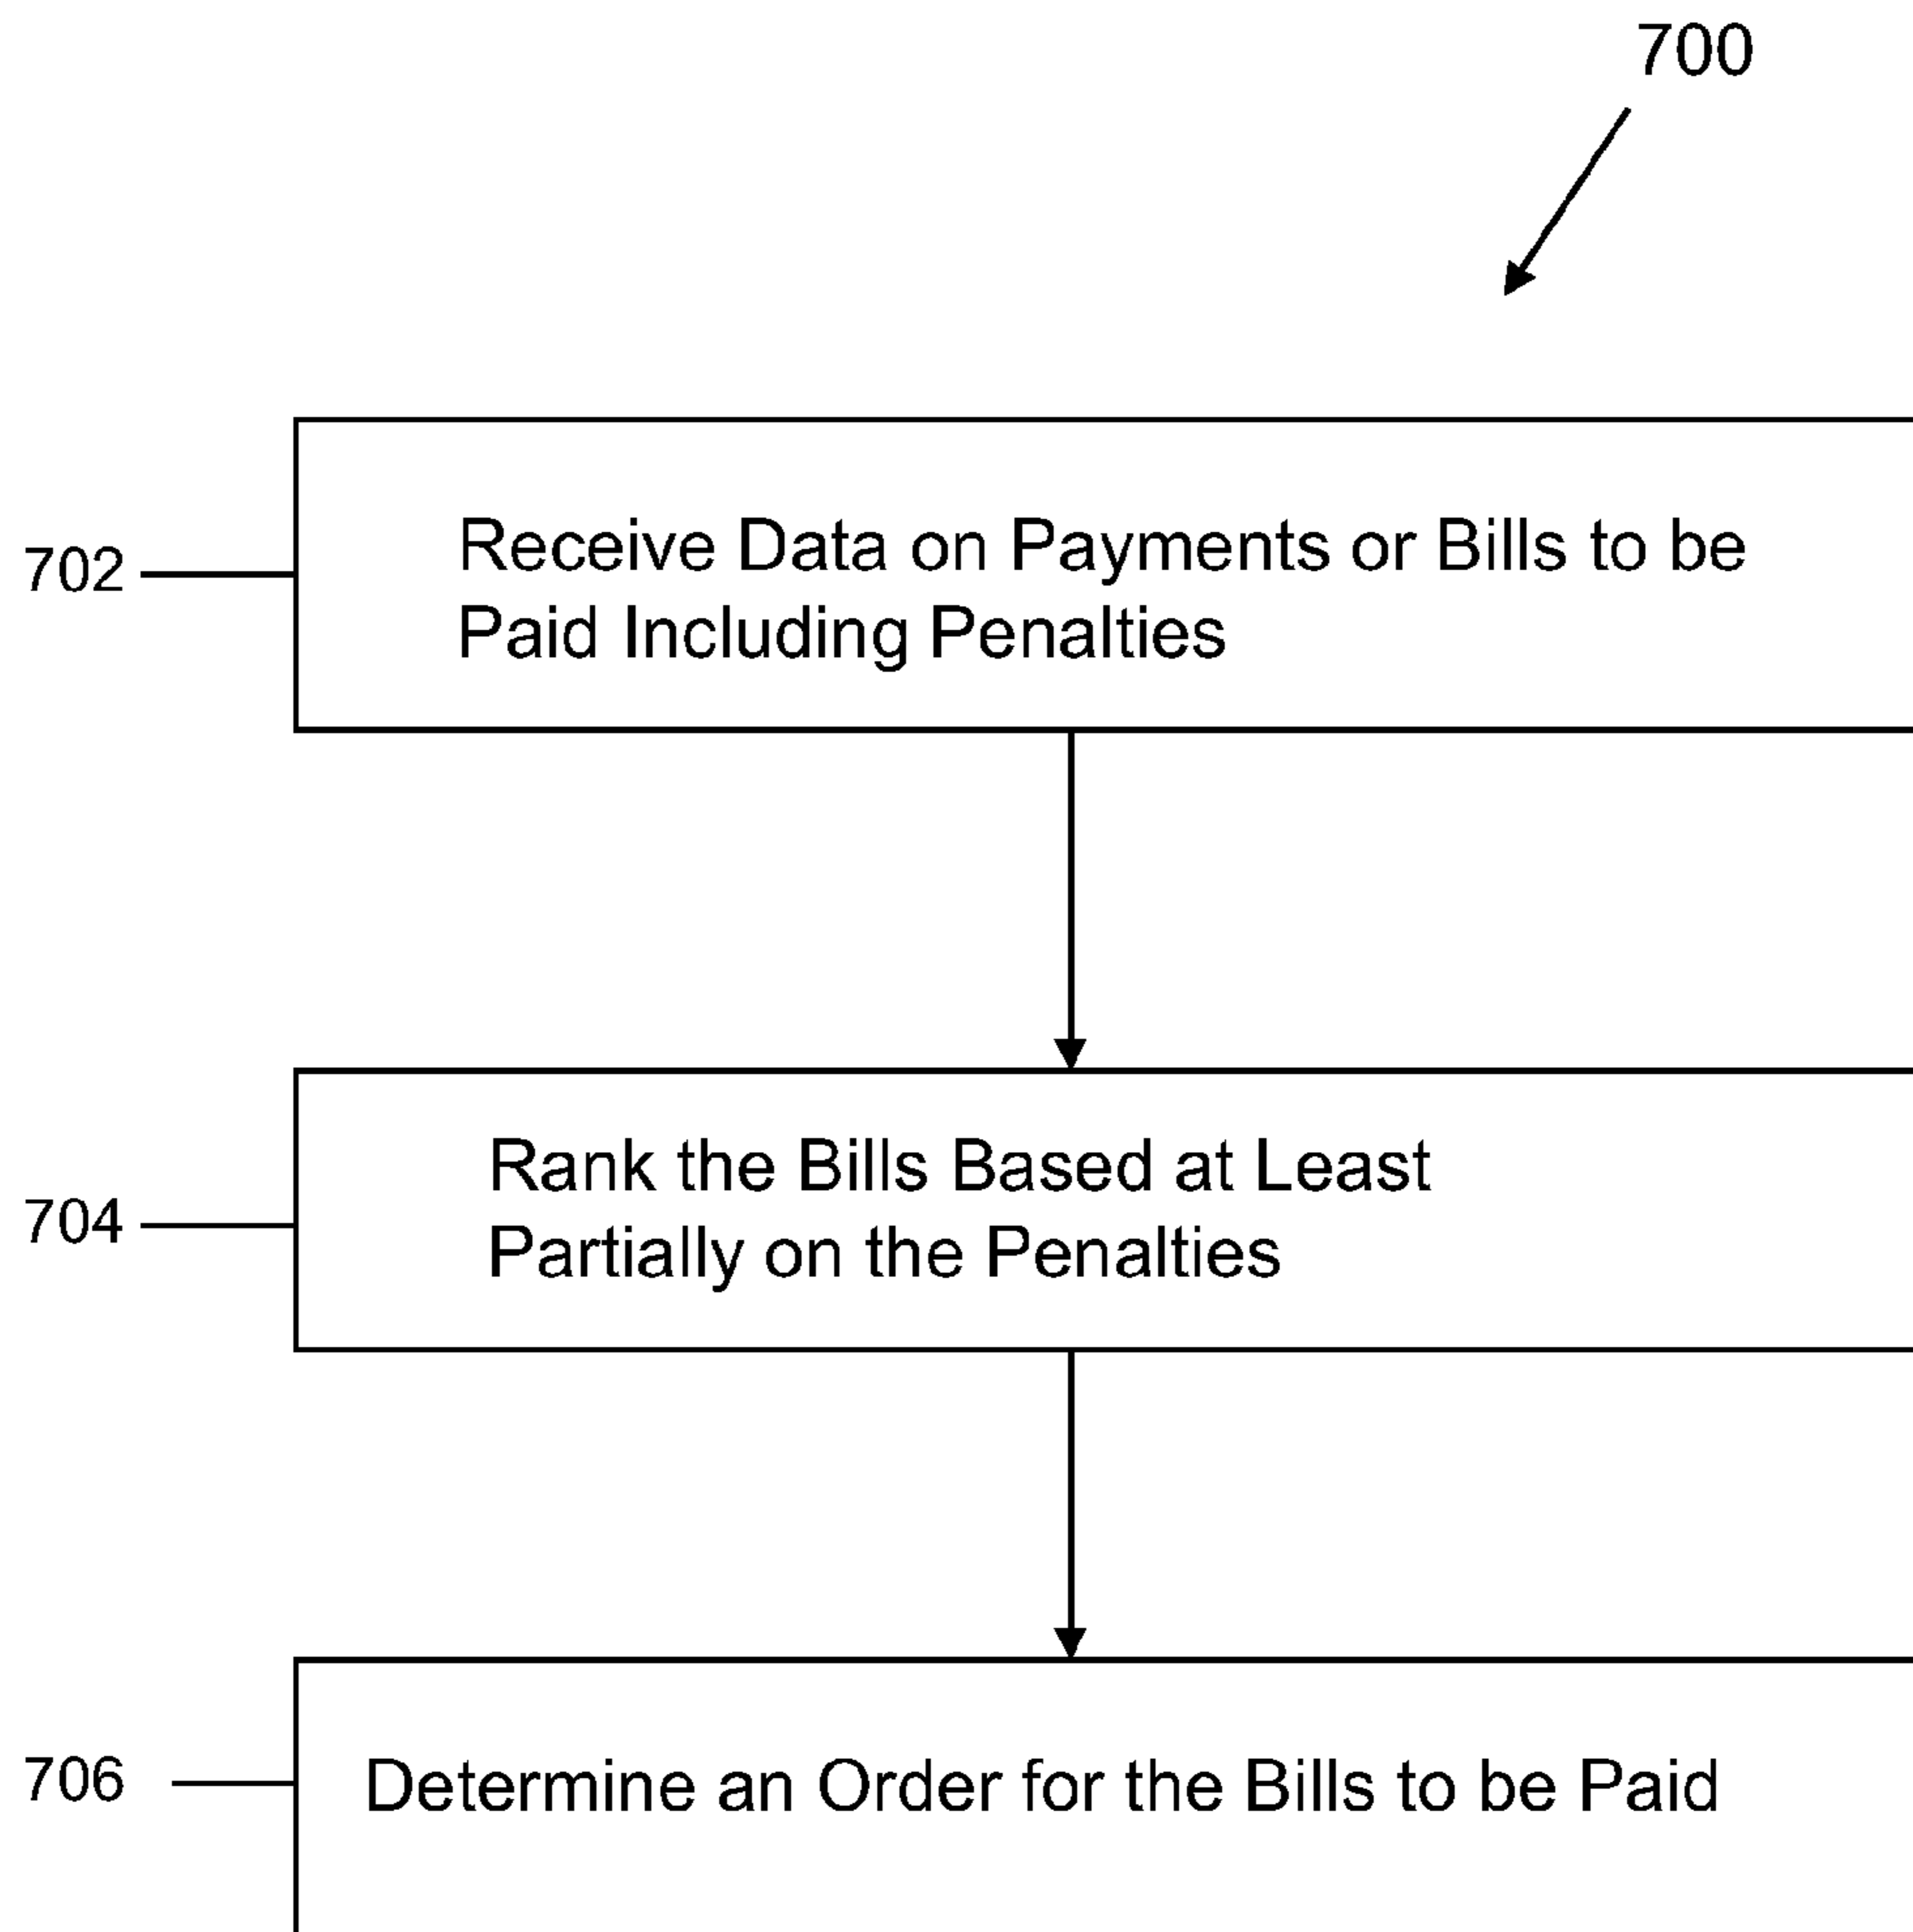 700
702
Receive Data on Payments or Bills to be
Paid Including Penalties
704
Rank the Bills Based at Least
Partially on the Penalties
706
Determine an Order for the Bills to be Paid